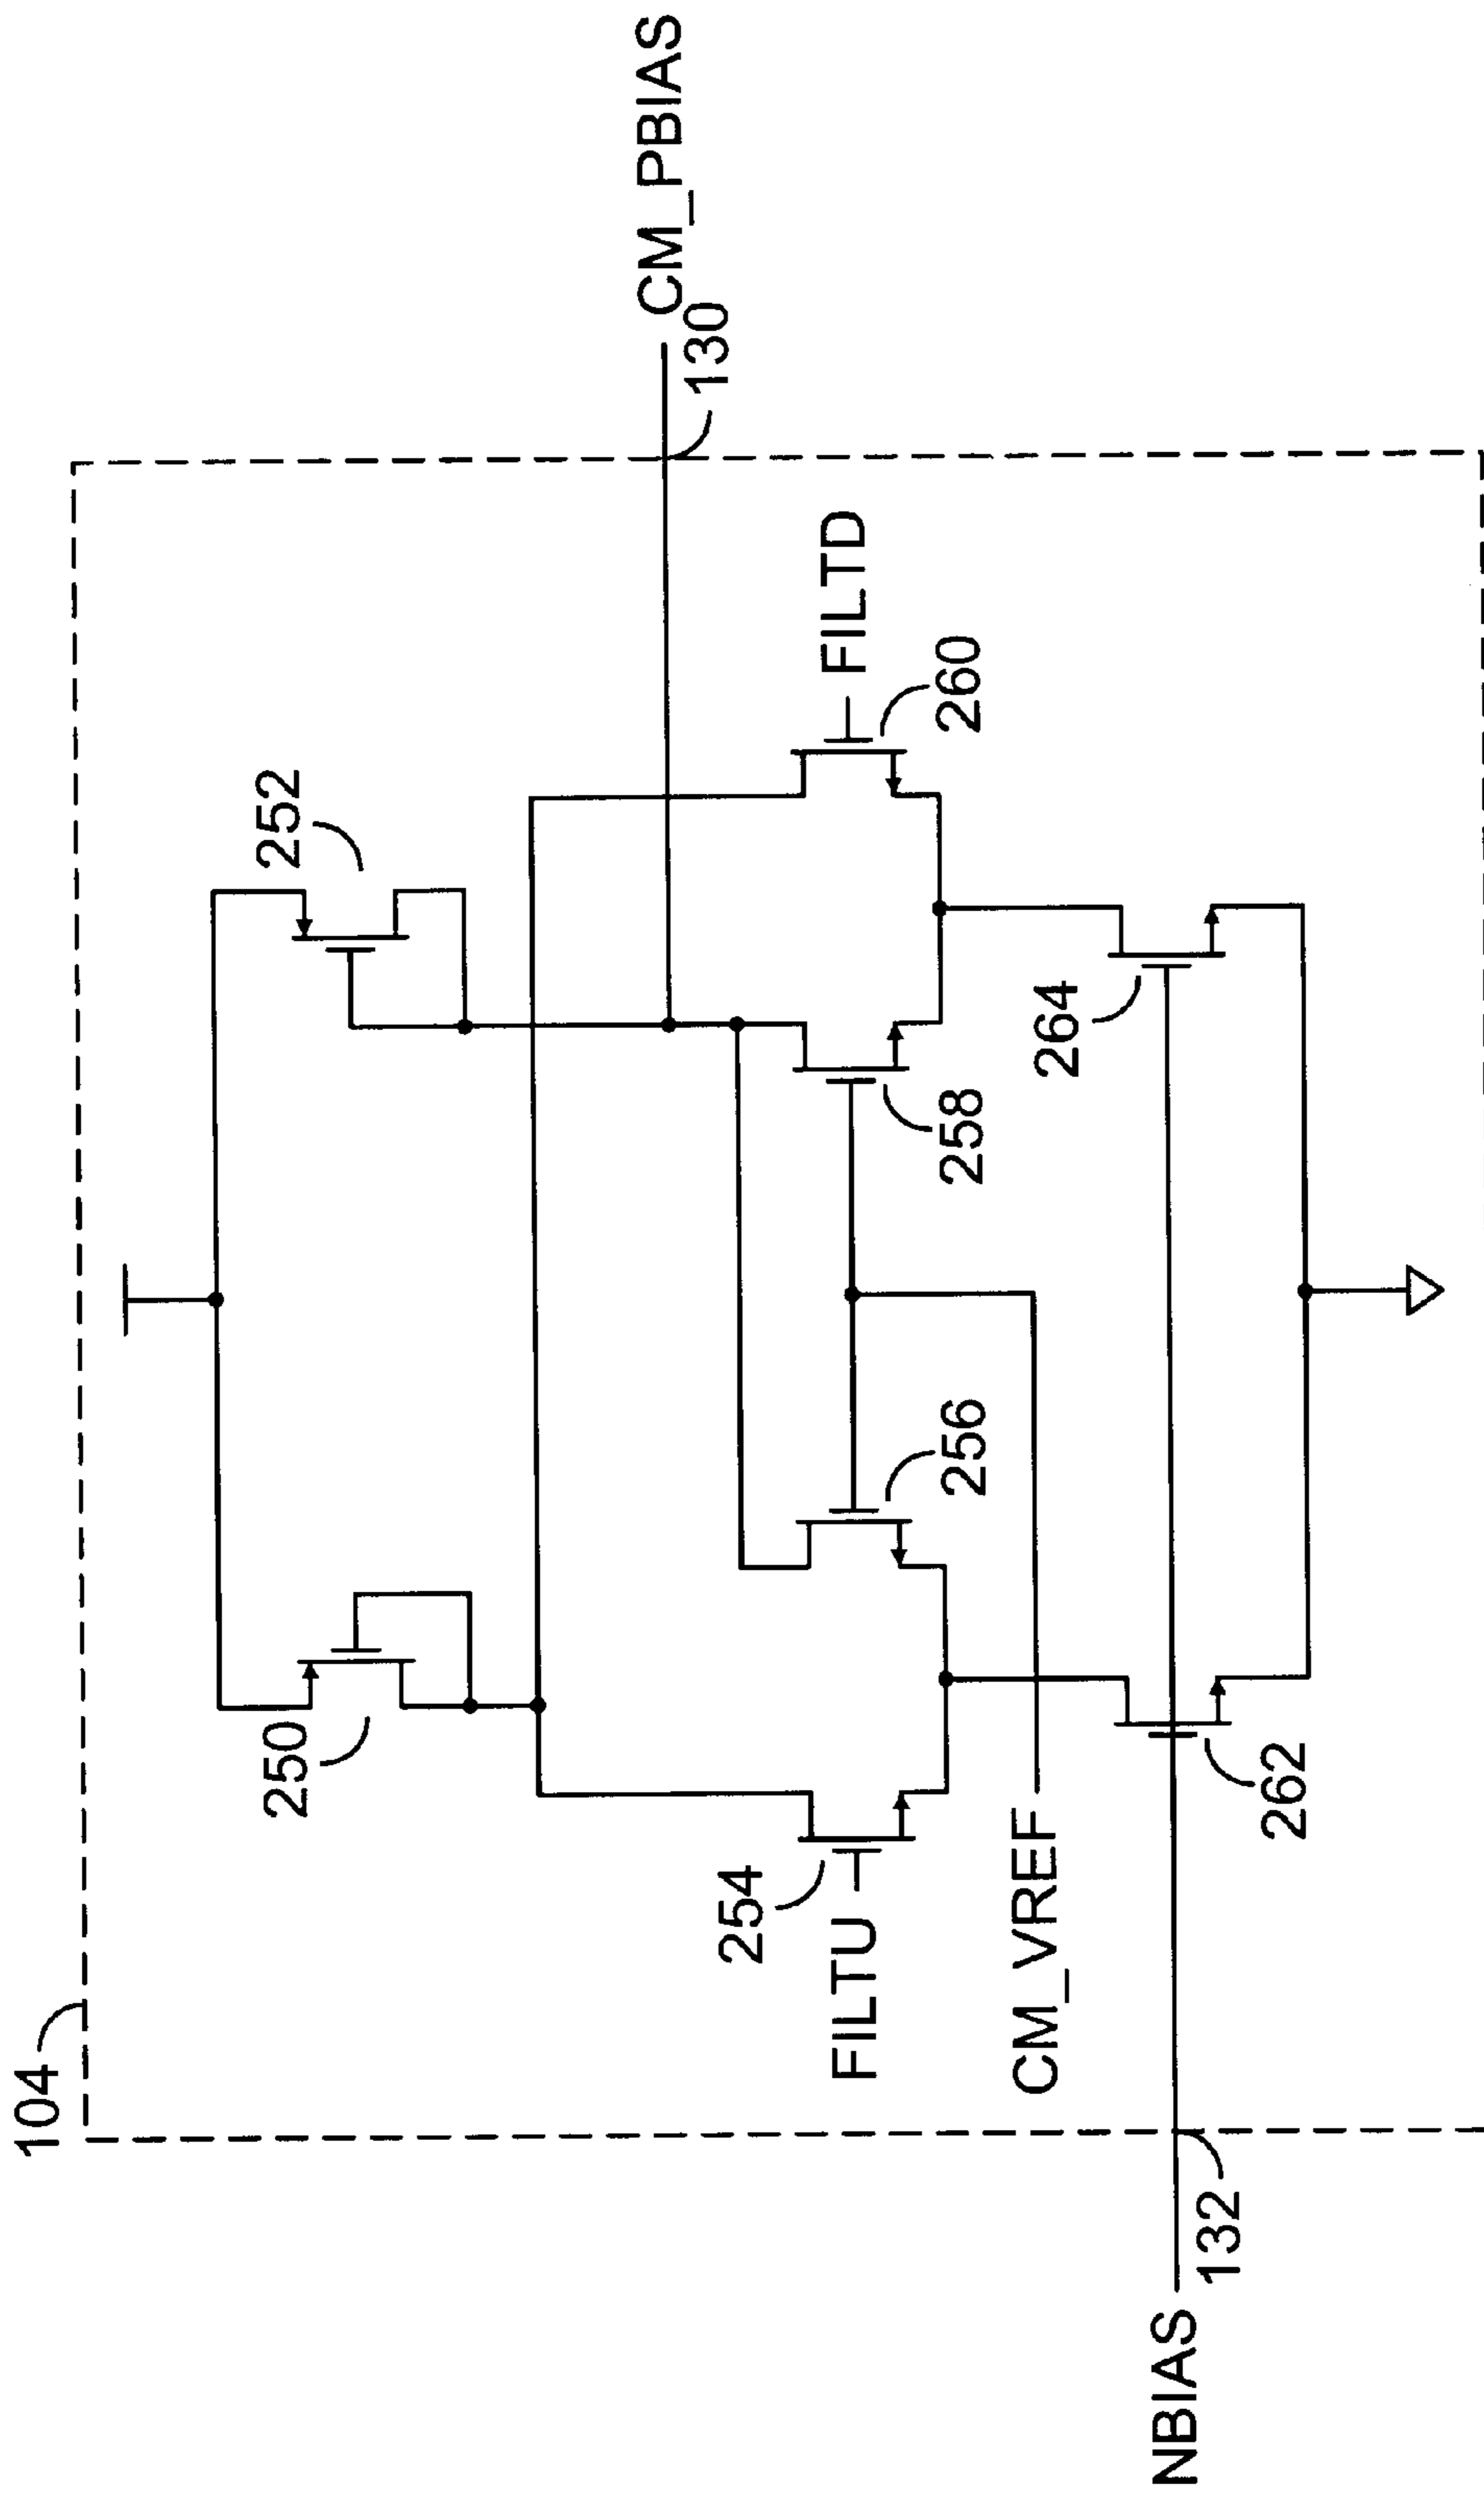 104
250
252
CM_PBIAS
130
254
FILTU
256
258
FILTD
260
CM_VREF
262
264
NBIAS
132